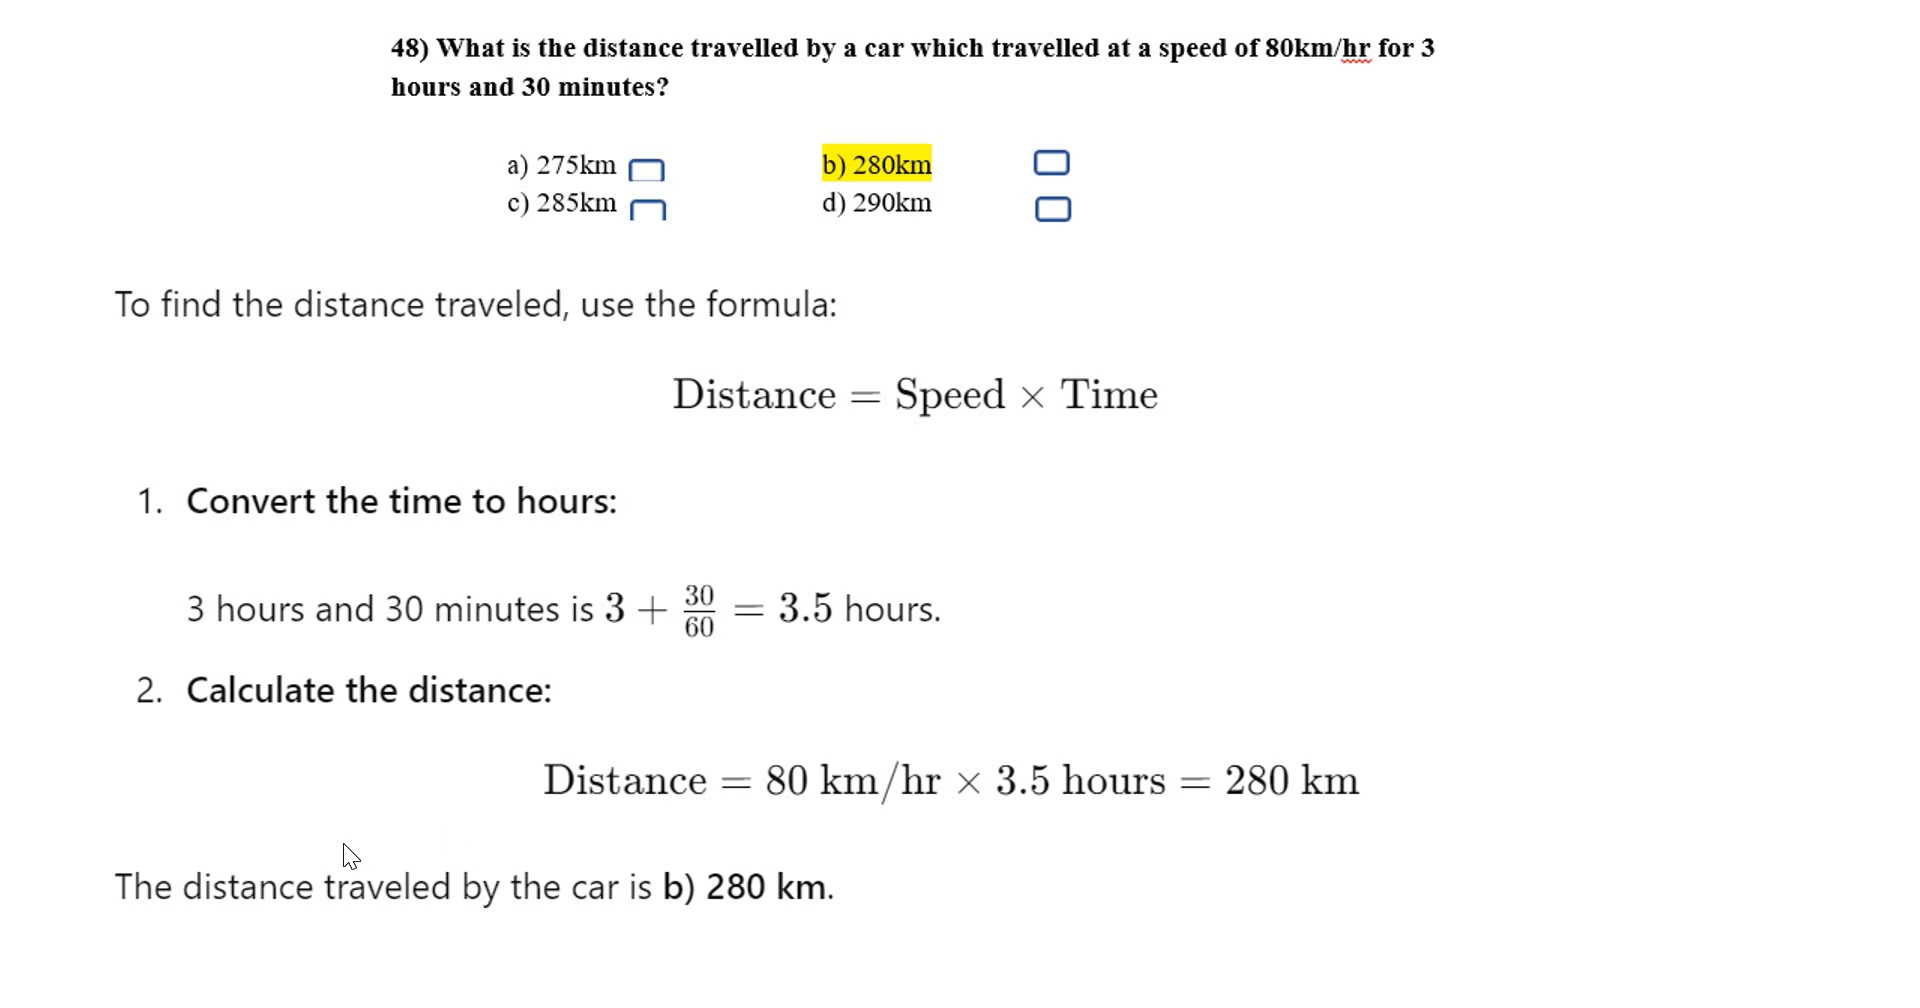 48) What is the distance travelled by a car which travelled at a speed of 80km/hr for 3
hours and 30 minutes?
a) 275km b) 280km
c) 285km d) 290km
To find the distance traveled, use the formula:
Distance = Speed × Time
1. Convert the time to hours:
3 hours and 30 minutes is 3 + 30/60 = 3.5 hours.
2. Calculate the distance:
Distance = 80 km/hr × 3.5 hours = 280 km
The distance traveled by the car is b) 280 km.